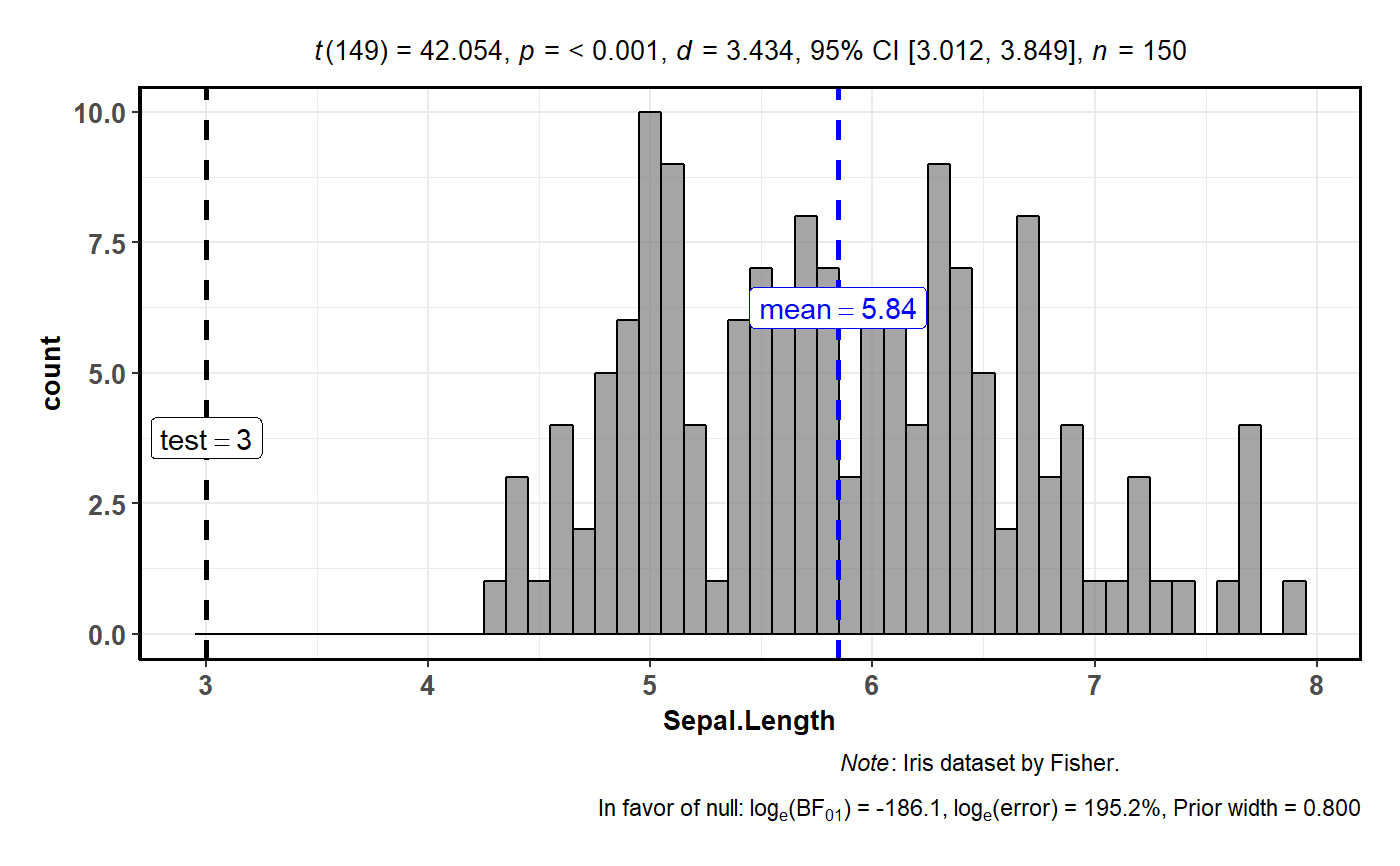 t(149) = 42.054, p = < 0.001, d = 3.434, 95% CI [3.012, 3.849], n = 150
10.0
7.5
5.0
2.5
0.0
count
mean = 5.84
test = 3
3 4 5 6 7 8
Sepal.Length
Note: Iris dataset by Fisher.
In favor of null: logₑ(BF₀₁) = -186.1, logₑ(error) = 195.2%, Prior width = 0.800